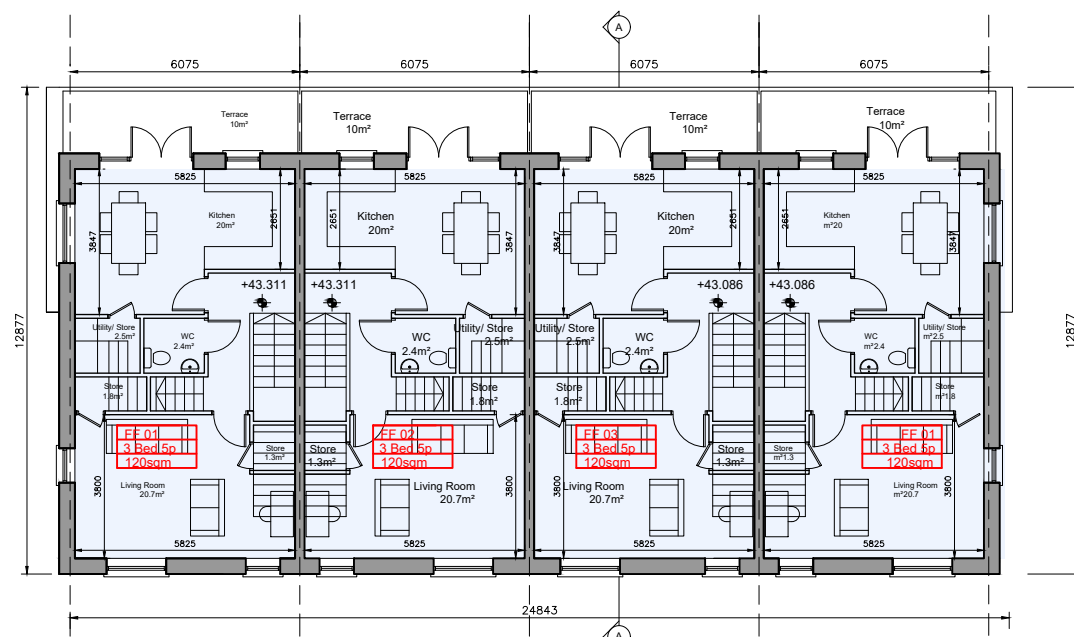 A
6075 6075 6075 6075
Terrace
10m²
Terrace
10m²
Terrace
10m²
Terrace
10m²
5825 5825 5825 5825
Kitchen
20m²
Kitchen
20m²
Kitchen
20m²
Kitchen
m²20
3847 2651 2651 3847 3847 2651 2651 3847
+43.311 +43.311 +43.086 +43.086
12877 12877
Utility/ Store
2.5m²
WC
2.4m²
WC
2.4m²
Utility/ Store
2.5m²
Utility/ Store
2.5m²
WC
2.4m²
WC
m²2.4
Utility/ Store
m²2.5
Store
1.8m²
Store
1.8m²
Store
1.8m²
Store
m²1.8
FF 01
3 Bed 5p
120sqm
FF 02
3 Bed 5p
120sqm
FF 03
3 Bed 5p
120sqm
FF 01
3 Bed 5p
120sqm
Store
1.3m²
Store
1.3m²
Store
1.3m²
Store
m²1.3
3800 3800 3800 3800
Living Room
20.7m²
Living Room
20.7m²
Living Room
20.7m²
Living Room
m²20.7
5825 5825 5825 5825
24843
A